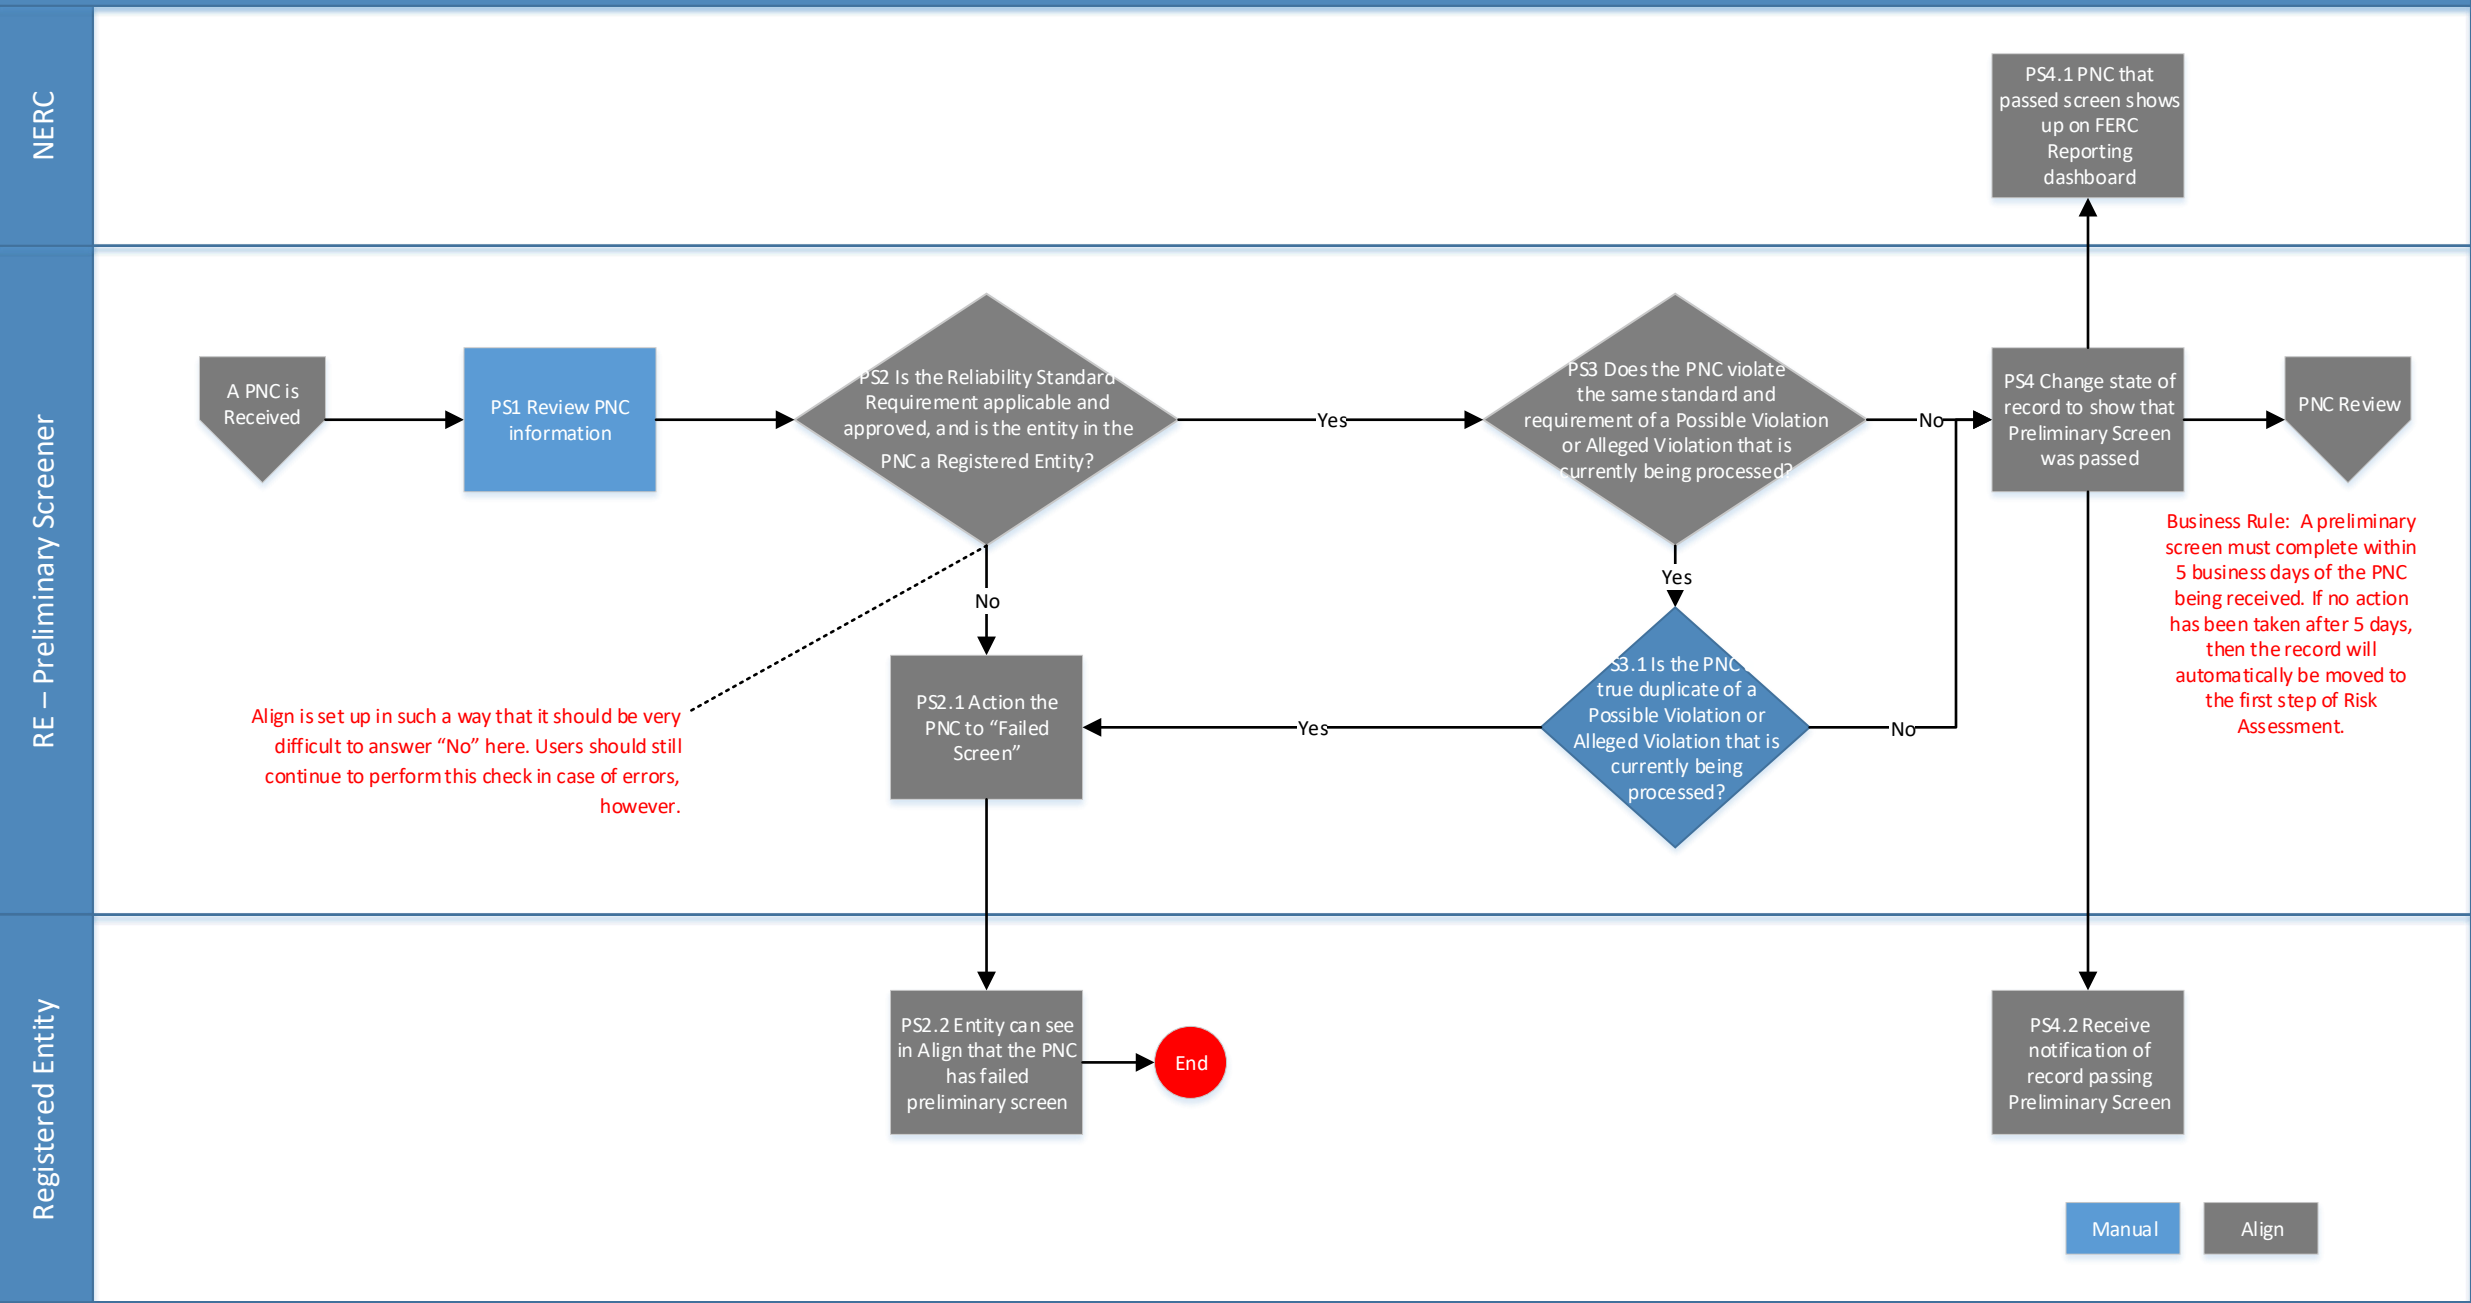 NERC
PS4.1 PNC that
passed screen shows
up on FERC
Reporting
dashboard
RE – Preliminary Screener
A PNC is
Received
PS1 Review PNC
information
PS2 Is the Reliability Standard
Requirement applicable and
approved, and is the entity in the
PNC a Registered Entity?
Yes
PS3 Does the PNC violate
the same standard and
requirement of a Possible Violation
or Alleged Violation that is
currently being processed?
No
PS4 Change state of
record to show that
Preliminary Screen
was passed
PNC Review
Business Rule: A preliminary
screen must complete within
5 business days of the PNC
being received. If no action
has been taken after 5 days,
then the record will
automatically be moved to
the first step of Risk
Assessment.
No
Yes
Align is set up in such a way that it should be very
difficult to answer “No” here. Users should still
continue to perform this check in case of errors,
however.
PS2.1 Action the
PNC to “Failed
Screen”
Yes
S3.1 Is the PNC
true duplicate of a
Possible Violation or
Alleged Violation that is
currently being
processed?
No
Registered Entity
PS2.2 Entity can see
in Align that the PNC
has failed
preliminary screen
End
PS4.2 Receive
notification of
record passing
Preliminary Screen
Manual
Align